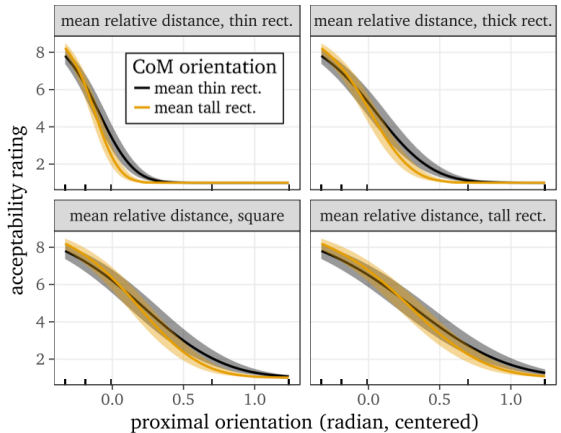 mean relative distance, thin rect.
mean relative distance, thick rect.
CoM orientation
mean thin rect.
mean tall rect.
8
6
4
2
mean relative distance, square
mean relative distance, tall rect.
8
6
4
2
acceptability rating
0.0 0.5 1.0 0.0 0.5 1.0
proximal orientation (radian, centered)